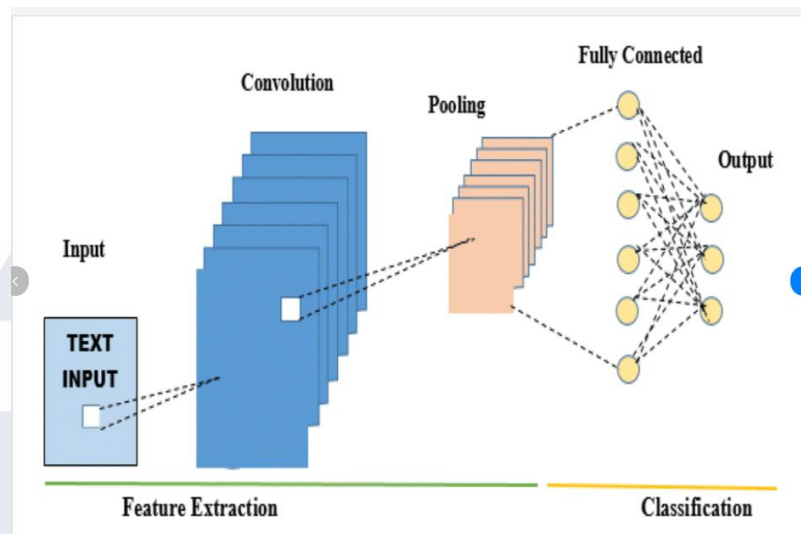 Fully Connected
Convolution
Pooling
Output
Input
TEXT
INPUT
Feature Extraction
Classification